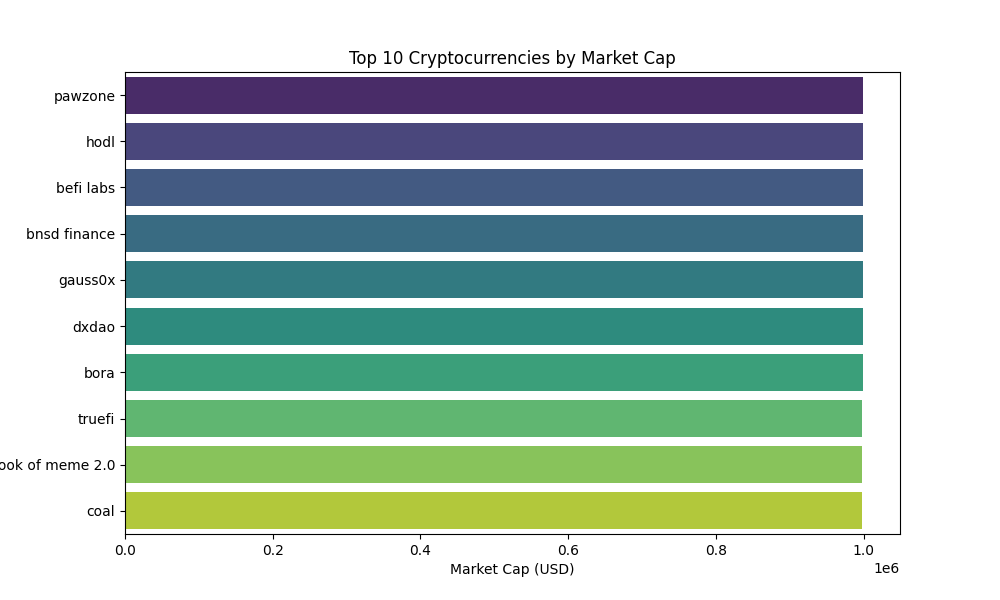 Top 10 Cryptocurrencies by Market Cap
pawzone
hodl
befi labs
bnsd finance
gauss0x
dxdao
bora
truefi
ook of meme 2.0
coal
0.0 0.2 0.4 0.6 0.8 1.0
1e6
Market Cap (USD)